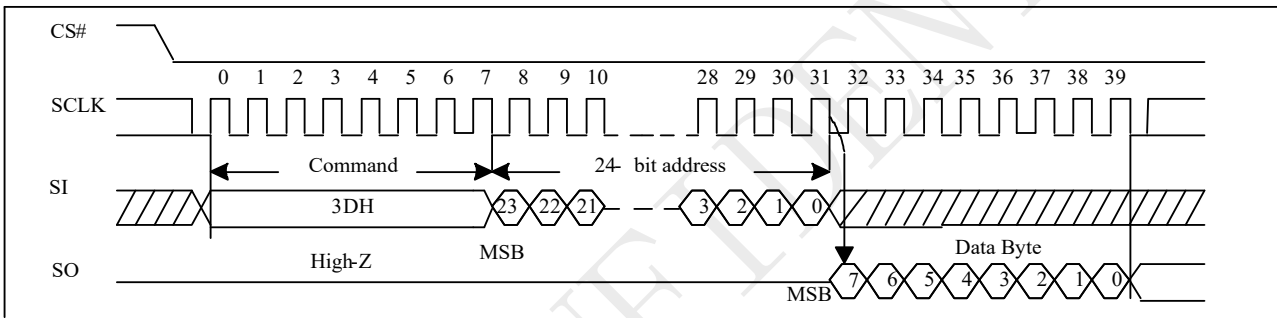 CS#
0 1 2 3 4 5 6 7 8 9 10 28 29 30 31 32 33 34 35 36 37 38 39
SCLK
Command 24- bit address
SI
3DH 23 22 21 3 2 1 0
MSB Data Byte
High-Z
SO
MSB 7 6 5 4 3 2 1 0